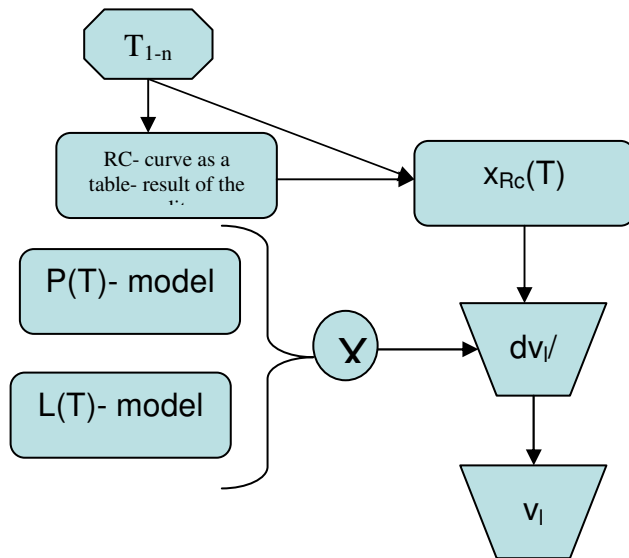 T1-n
RC- curve as a
table- result of the
xRc(T)
P(T)- model
L(T)- model
dvl/
vl